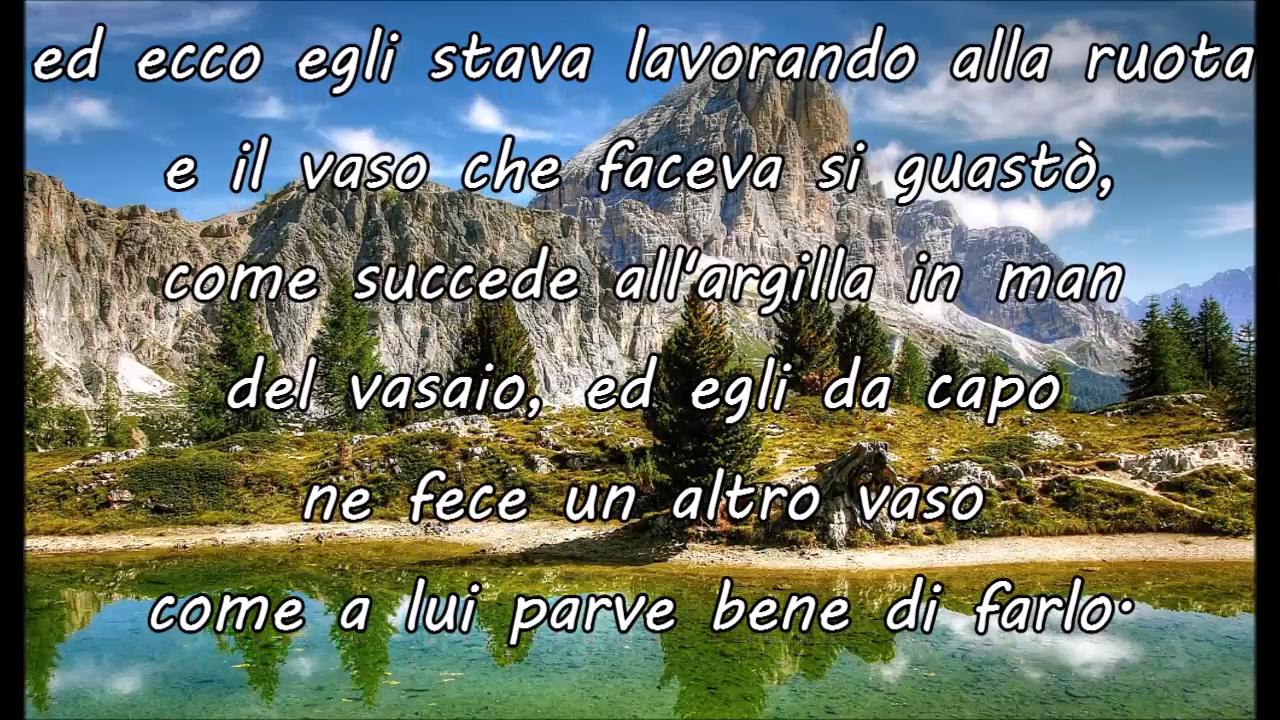 ed ecco egli stava lavorando alla ruota
e il vaso che faceva si guastò,
come succede all'argilla in man
del vasaio, ed egli da capo
ne fece un altro vaso
come a lui parve bene di farlo.